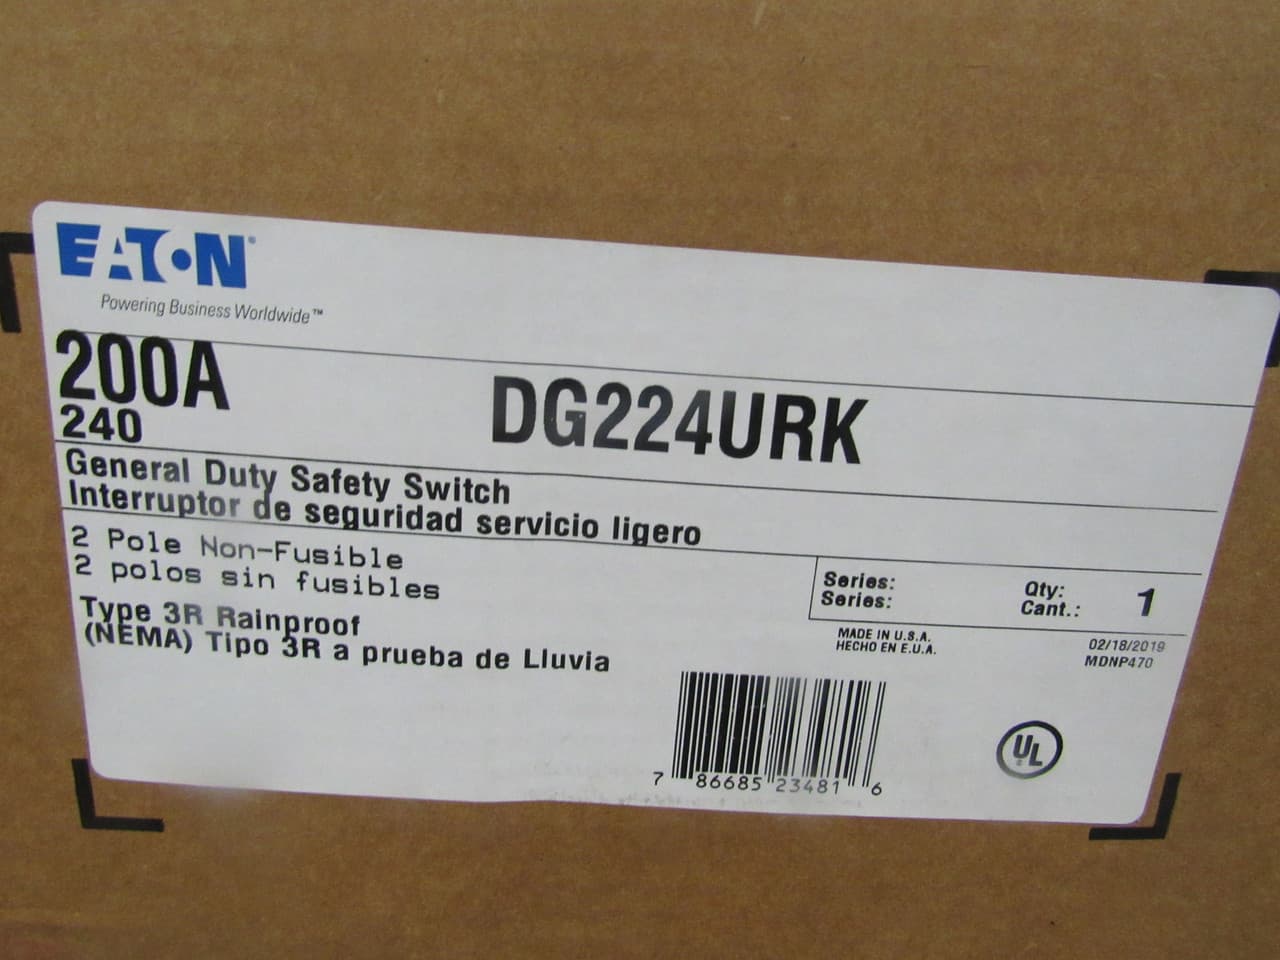 EATON®
Powering Business Worldwide™
200A
240
DG224URK
General Duty Safety Switch
Interruptor de seguridad servicio ligero
2 Pole Non-Fusible
2 polos sin fusibles
Type 3R Rainproof
(NEMA) Tipo 3R a prueba de Lluvia
Series:
Series:
Qty:
Cant.:
1
MADE IN U.S.A.
HECHO EN E.U.A.
02/18/2019
MDNP470
7 86685 23481 6
UL